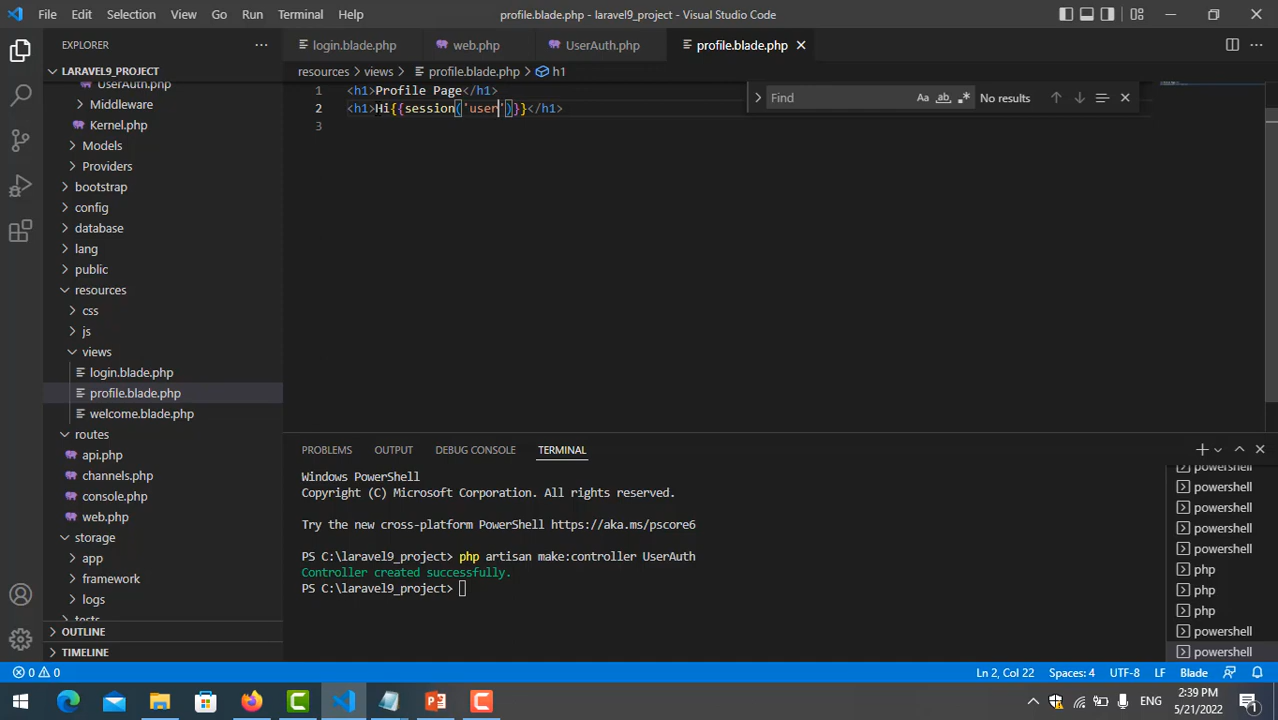 File Edit Selection View Go Run Terminal Help profile.blade.php - laravel9_project - Visual Studio Code
EXPLORER
login.blade.php web.php UserAuth.php profile.blade.php
LARAVEL9_PROJECT
resources views profile.blade.php h1
UserAuth.php
Middleware
Kernel.php
Models
Providers
bootstrap
config
database
lang
public
resources
css
js
views
login.blade.php
profile.blade.php
welcome.blade.php
routes
api.php
channels.php
console.php
web.php
storage
app
framework
logs
tests
OUTLINE
TIMELINE
1 <h1>Profile Page</h1>
2 <h1>Hi{{session('user')}}</h1>
3
Find Aa ab No results
PROBLEMS OUTPUT DEBUG CONSOLE TERMINAL
Windows PowerShell
Copyright (C) Microsoft Corporation. All rights reserved.
Try the new cross-platform PowerShell https://aka.ms/pscore6
PS C:\laravel9_project> php artisan make:controller UserAuth
Controller created successfully.
PS C:\laravel9_project>
powershell
powershell
powershell
powershell
powershell
php
php
php
powershell
powershell
0 0 Ln 2, Col 22 Spaces: 4 UTF-8 LF Blade
ENG 2:39 PM
5/21/2022
1